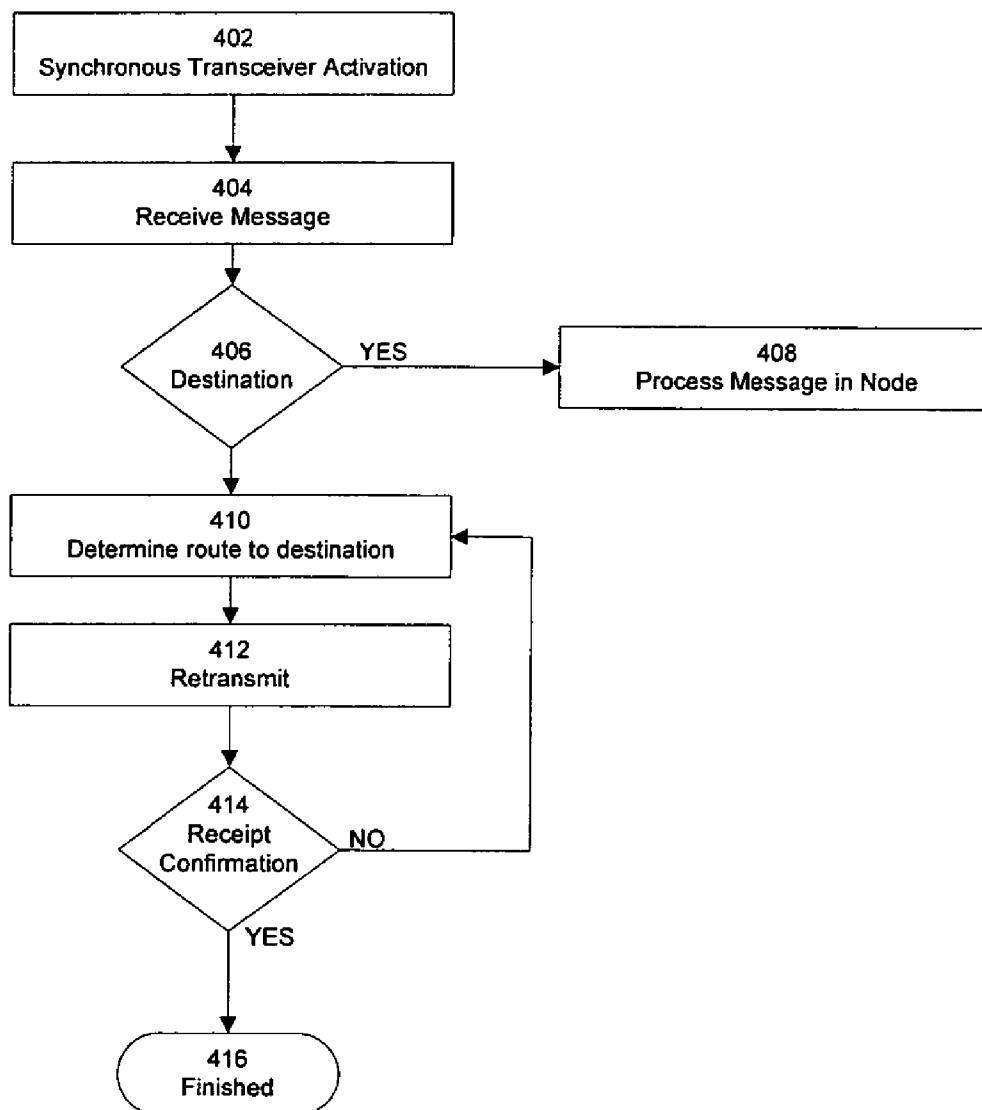 402
Synchronous Transceiver Activation
404
Receive Message
406
Destination
YES
408
Process Message in Node
410
Determine route to destination
412
Retransmit
414
Receipt
Confirmation
NO
YES
416
Finished